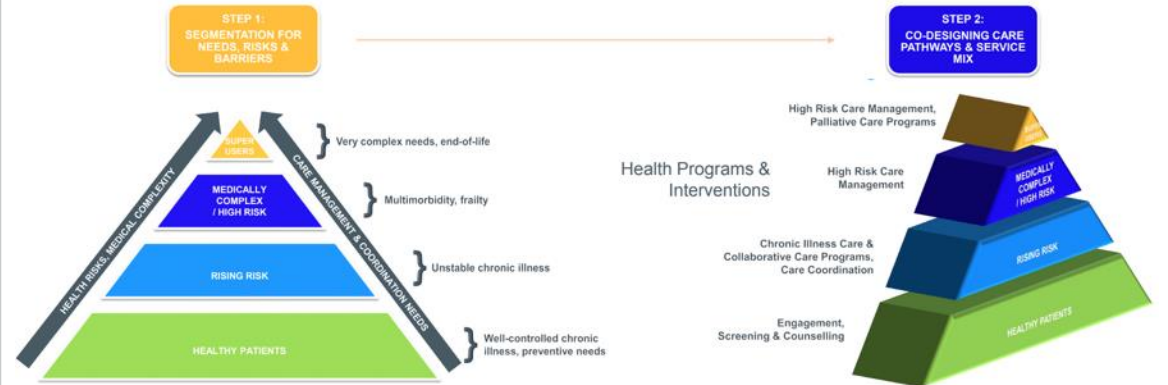 STEP 1:
SEGMENTATION FOR
NEEDS, RISKS &
BARRIERS
STEP 2:
CO-DESIGNING CARE
PATHWAYS & SERVICE
MIX
HEALTH RISKS, MEDICAL COMPLEXITY
CARE MANAGEMENT & COORDINATION NEEDS
SUPER
USERS
Very complex needs, end-of-life
MEDICALLY
COMPLEX
/ HIGH RISK
Multimorbidity, frailty
RISING RISK
Unstable chronic illness
HEALTHY PATIENTS
Well-controlled chronic
illness, preventive needs
Health Programs &
Interventions
High Risk Care Management,
Palliative Care Programs
SUPER
USERS
High Risk Care
Management
MEDICALLY
COMPLEX
/ HIGH RISK
Chronic Illness Care &
Collaborative Care Programs,
Care Coordination
RISING RISK
Engagement,
Screening & Counselling
HEALTHY PATIENTS